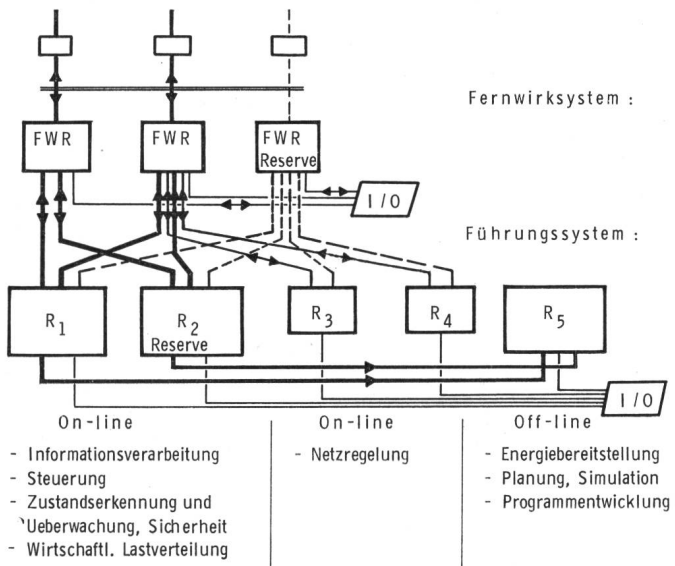 Fernwirksystem :
FWR
FWR
FWR
Reserve
I/O
Führungssystem :
R1
R2
Reserve
R3
R4
R5
I/O
On-line
On-line
Off-line
- Informationsverarbeitung
- Steuerung
- Zustandserkennung und
Ueberwachung, Sicherheit
- Wirtschaftl. Lastverteilung
- Netzregelung
- Energiebereitstellung
- Planung, Simulation
- Programmentwicklung